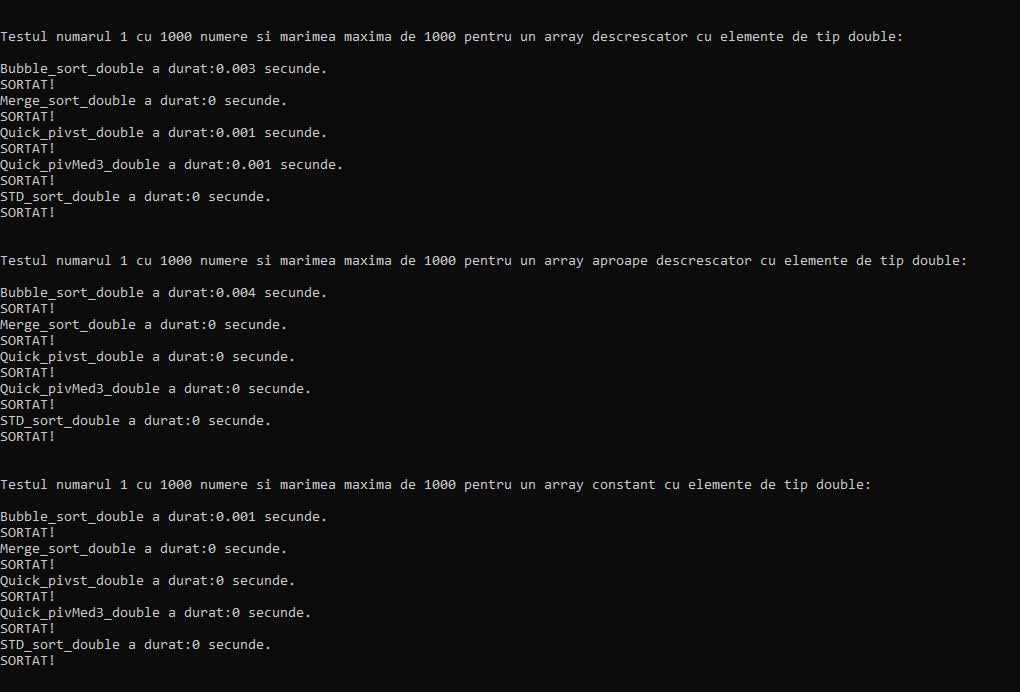 Testul numarul 1 cu 1000 numere si marimea maxima de 1000 pentru un array descrescator cu elemente de tip double:
Bubble_sort_double a durat:0.003 secunde.
SORTAT!
Merge_sort_double a durat:0 secunde.
SORTAT!
Quick_pivst_double a durat:0.001 secunde.
SORTAT!
Quick_pivMed3_double a durat:0.001 secunde.
SORTAT!
STD_sort_double a durat:0 secunde.
SORTAT!
Testul numarul 1 cu 1000 numere si marimea maxima de 1000 pentru un array aproape descrescator cu elemente de tip double:
Bubble_sort_double a durat:0.004 secunde.
SORTAT!
Merge_sort_double a durat:0 secunde.
SORTAT!
Quick_pivst_double a durat:0 secunde.
SORTAT!
Quick_pivMed3_double a durat:0 secunde.
SORTAT!
STD_sort_double a durat:0 secunde.
SORTAT!
Testul numarul 1 cu 1000 numere si marimea maxima de 1000 pentru un array constant cu elemente de tip double:
Bubble_sort_double a durat:0.001 secunde.
SORTAT!
Merge_sort_double a durat:0 secunde.
SORTAT!
Quick_pivst_double a durat:0 secunde.
SORTAT!
Quick_pivMed3_double a durat:0 secunde.
SORTAT!
STD_sort_double a durat:0 secunde.
SORTAT!